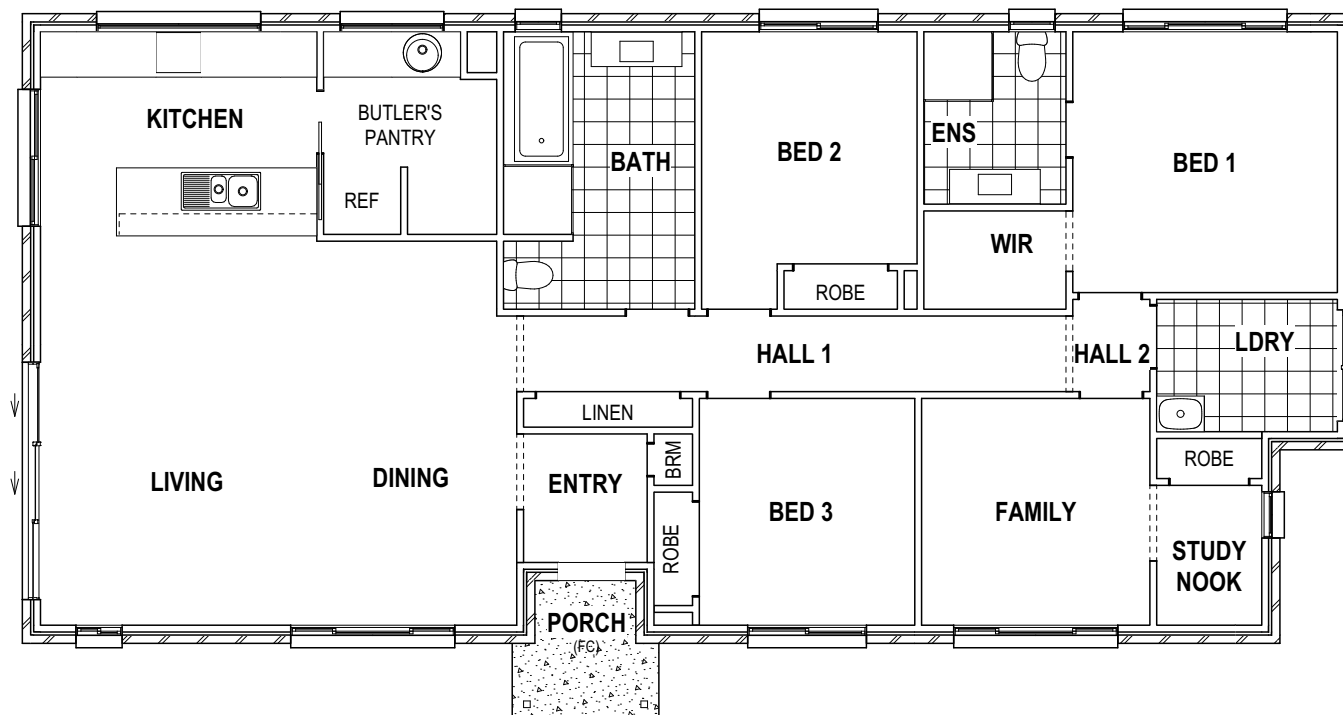 KITCHEN
BUTLER'S
PANTRY
REF
BATH
BED 2
ENS
BED 1
WIR
ROBE
HALL 1
HALL 2
LDRY
LINEN
LIVING
DINING
ENTRY
BRM
ROBE
BED 3
FAMILY
ROBE
STUDY
NOOK
PORCH
(FC)